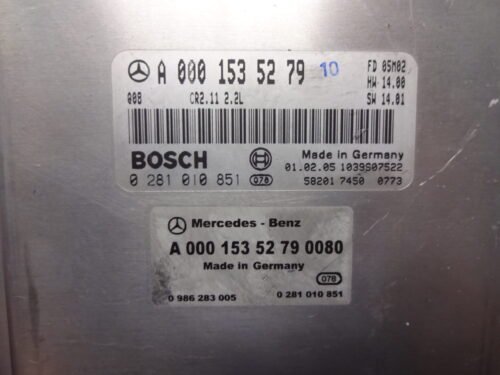 A 000 153 52 79 10 FD 05M02
Q08 CR2.11 2.2L HW 14.00
SW 14.01
BOSCH Made in Germany
0 281 010 851 078 01.02.05 1039S07522
58201 7450 0773
Mercedes - Benz
A 000 153 52 79 0080
Made in Germany
078
0 986 283 005 0 281 010 851